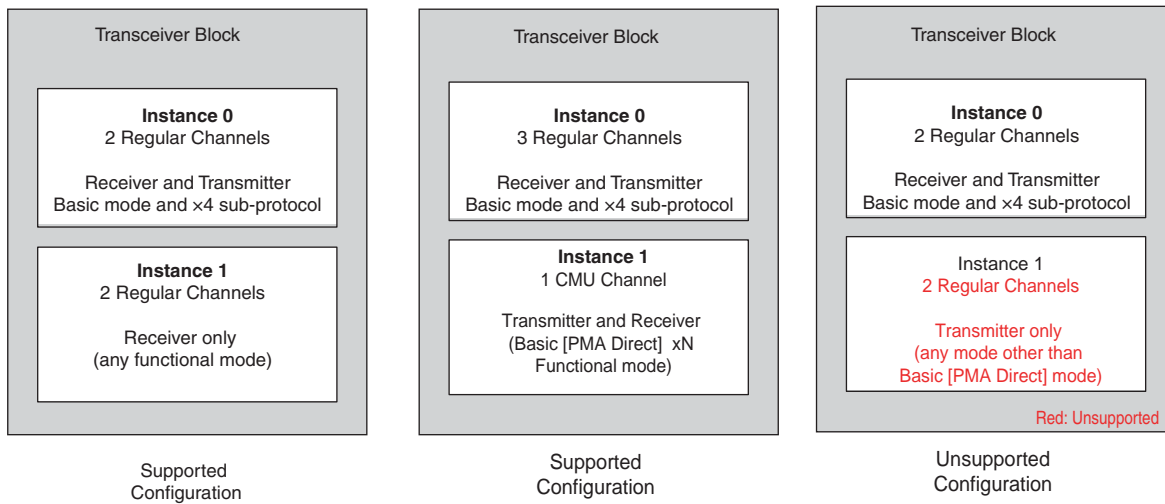 Transceiver Block
Instance 0
2 Regular Channels
Receiver and Transmitter
Basic mode and ×4 sub-protocol
Instance 1
2 Regular Channels
Receiver only
(any functional mode)
Supported
Configuration
Transceiver Block
Instance 0
3 Regular Channels
Receiver and Transmitter
Basic mode and ×4 sub-protocol
Instance 1
1 CMU Channel
Transmitter and Receiver
(Basic [PMA Direct] xN
Functional mode)
Supported
Configuration
Transceiver Block
Instance 0
2 Regular Channels
Receiver and Transmitter
Basic mode and ×4 sub-protocol
Instance 1
2 Regular Channels
Transmitter only
(any mode other than
Basic [PMA Direct] mode)
Red: Unsupported
Unsupported
Configuration